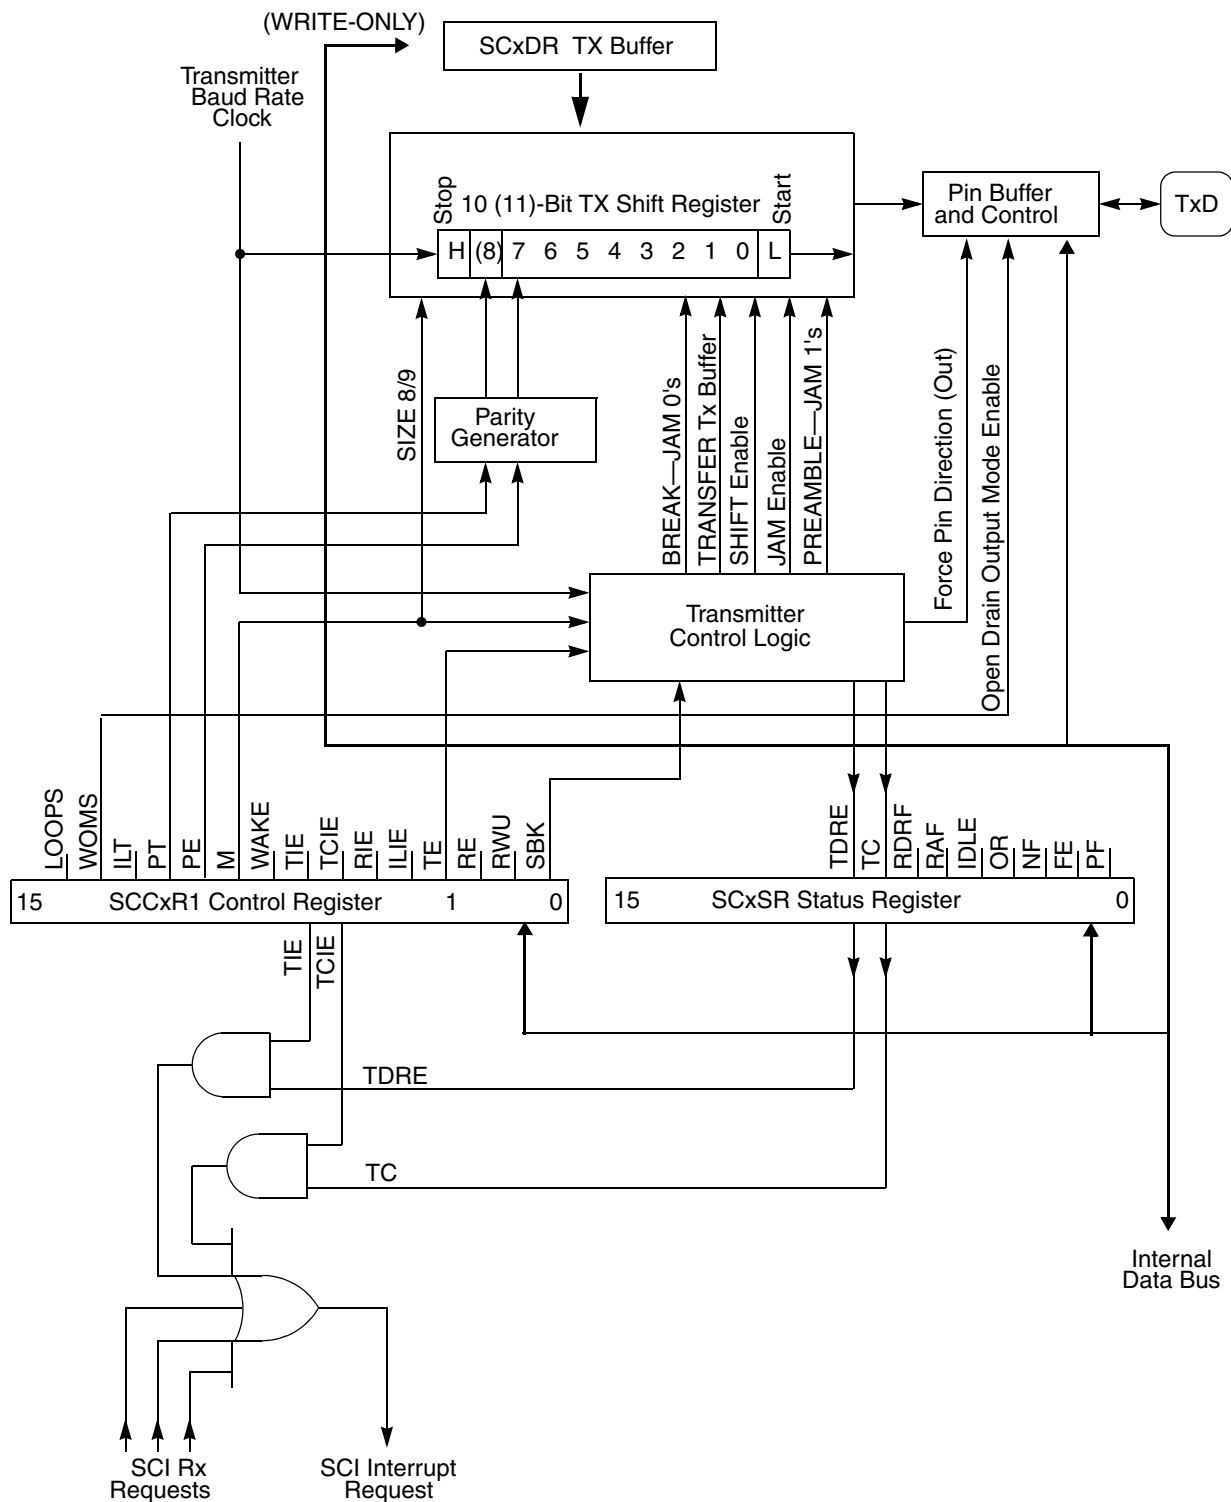 (WRITE-ONLY)
SCxDR TX Buffer
Transmitter
Baud Rate
Clock
Stop
10 (11)-Bit TX Shift Register
Start
H (8) 7 6 5 4 3 2 1 0 L
Pin Buffer
and Control
TxD
SIZE 8/9
Parity
Generator
BREAK—JAM 0's
TRANSFER Tx Buffer
SHIFT Enable
JAM Enable
PREAMBLE—JAM 1's
Force Pin Direction (Out)
Open Drain Output Mode Enable
Transmitter
Control Logic
LOOPS
WOMS
ILT
PT
PE
M
WAKE
TIE
TCIE
RIE
ILIE
TE
RE
RWU
SBK
TDRE
TC
RDRF
RAF
IDLE
OR
NF
FE
PF
15 SCCxR1 Control Register 1 0
15 SCxSR Status Register 0
TIE
TCIE
TDRE
TC
Internal
Data Bus
SCI Rx
Requests
SCI Interrupt
Request